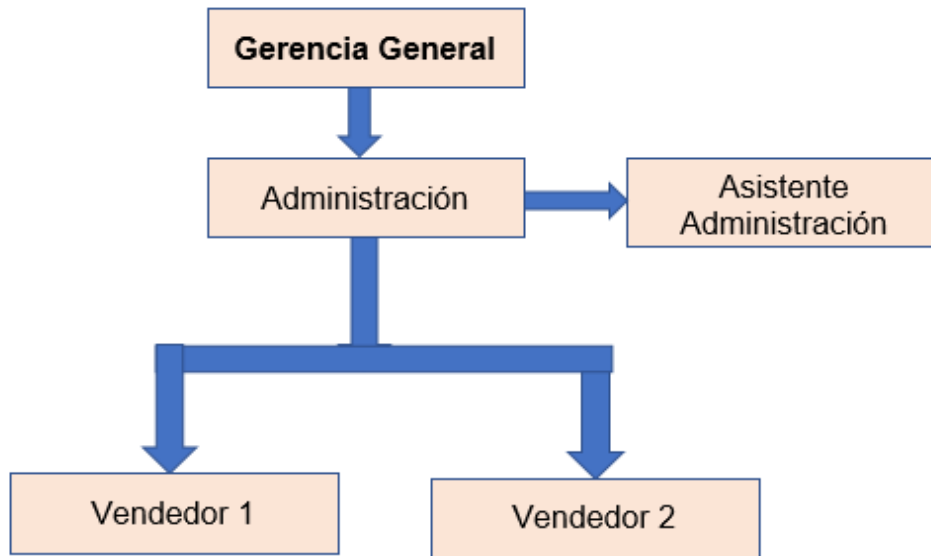 Gerencia General
Administración
Asistente
Administración
Vendedor 1
Vendedor 2